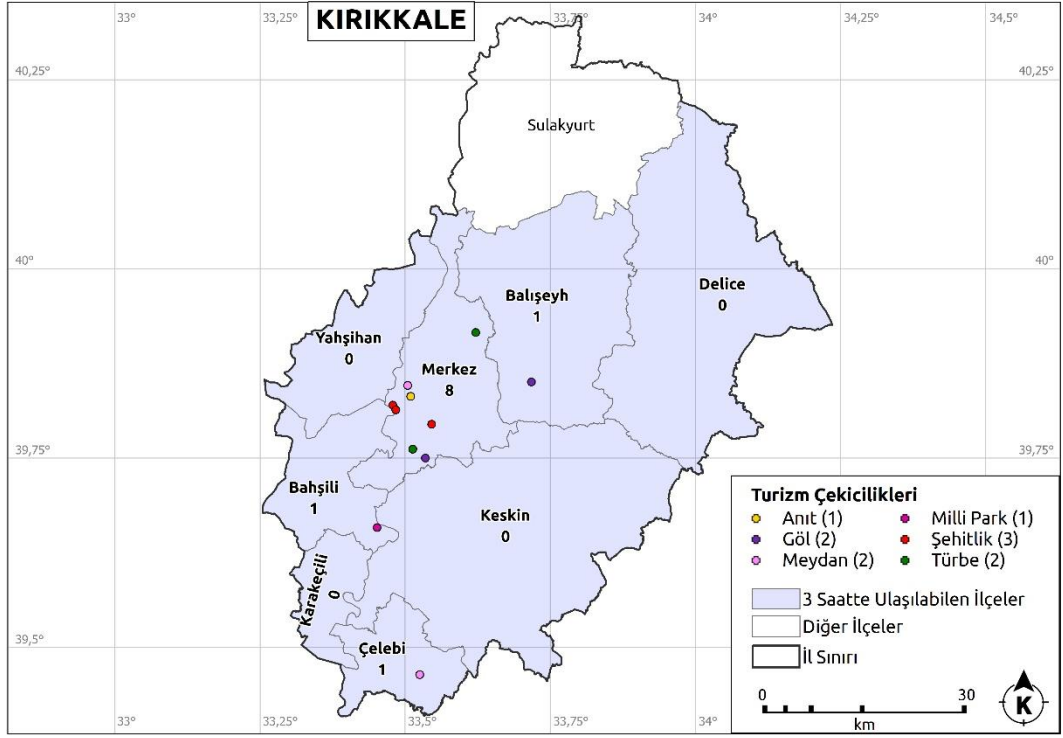 KIRIKKALE
33°
33,25°
33,5°
33,75°
34°
34,25°
34,5°
40,25°
40,25°
Sulakyurt
40°
40°
Delice
0
Balışeyh
1
Yahşihan
0
Merkez
8
39,75°
39,75°
Bahşili
1
Keskin
0
Karakeçili
0
39,5°
Çelebi
1
Turizm Çekicilikleri
Anıt (1)
Milli Park (1)
Göl (2)
Şehitlik (3)
Meydan (2)
Türbe (2)
3 Saatte Ulaşılabilen İlçeler
Diğer İlçeler
İl Sınırı
0
30
km
K
33°
33,25°
33,5°
33,75°
34°